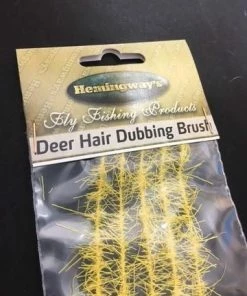 Hemingway's
Fly Fishing Products
Deer Hair Dubbing Brush